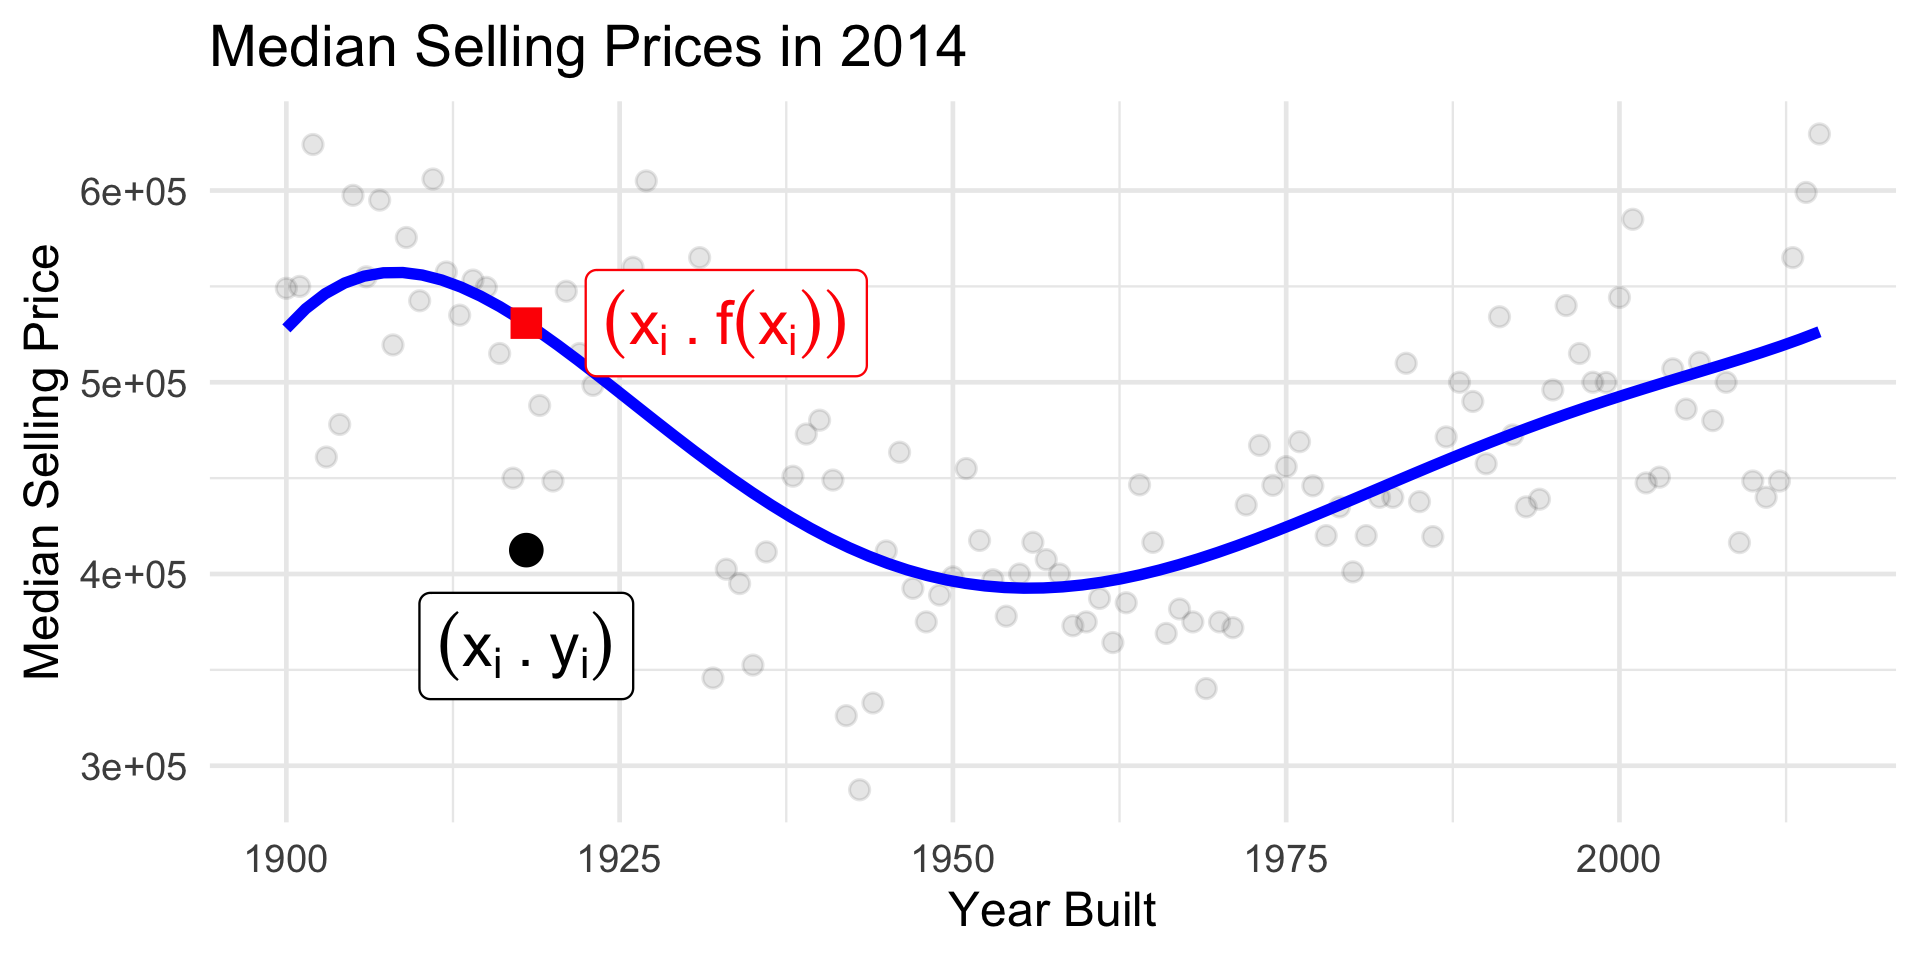 Median Selling Prices in 2014
Median Selling Price
6e+05
5e+05
4e+05
3e+05
(xᵢ . f(xᵢ))
(xᵢ . yᵢ)
1900 1925 1950 1975 2000
Year Built